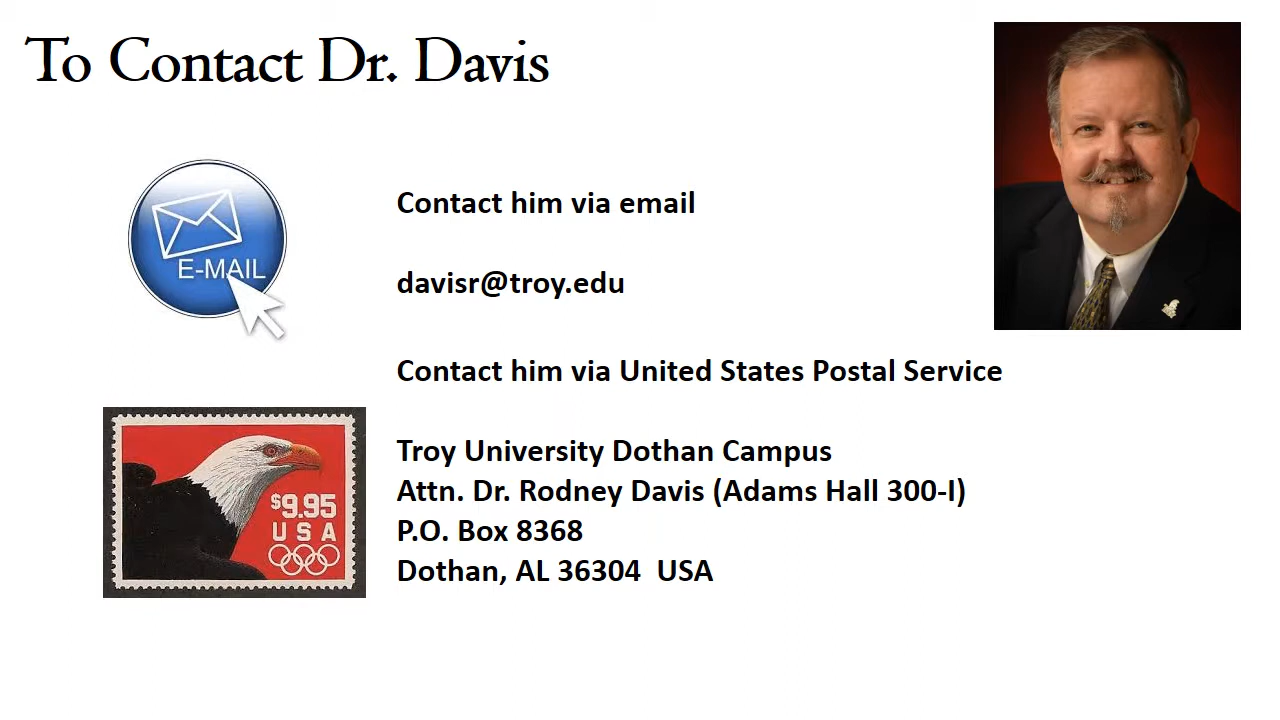 To Contact Dr. Davis
E-MAIL
Contact him via email
davisr@troy.edu
Contact him via United States Postal Service
$9.95
USA
Troy University Dothan Campus
Attn. Dr. Rodney Davis (Adams Hall 300-I)
P.O. Box 8368
Dothan, AL 36304  USA